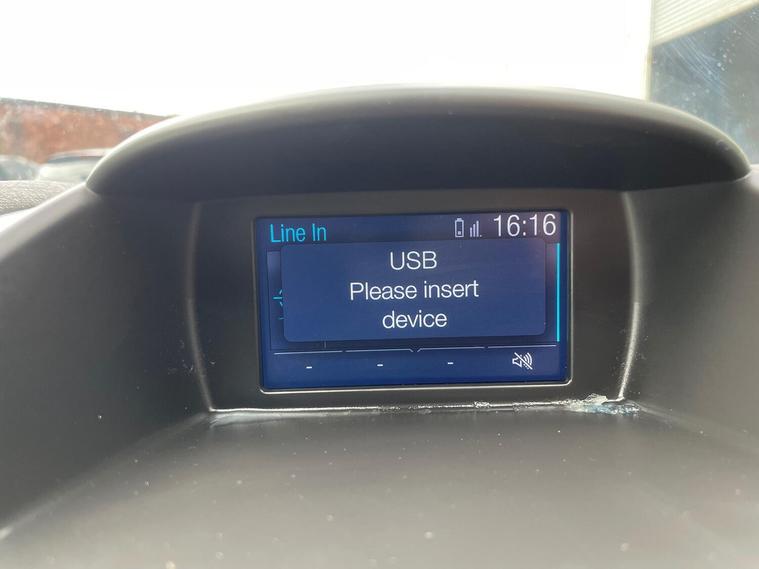 Line In
16:16
USB
Please insert
device
- - -